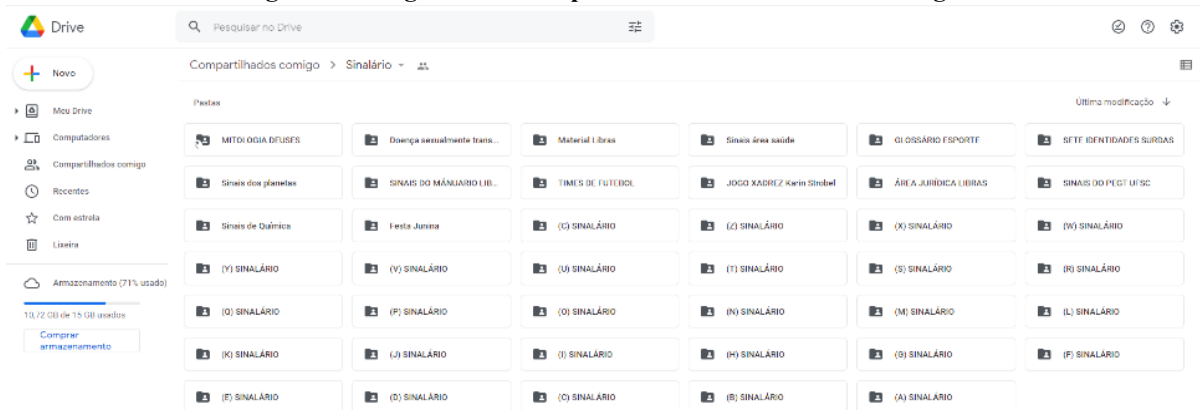 Drive
Pesquisar no Drive
Novo
Compartilhados comigo > Sinalário
Meu Drive
Computadores
Compartilhados comigo
Recentes
Com estrela
Lixeira
Armazenamento (71% usado)
10,72 GB de 15 GB usados
Comprar
armazenamento
Pastas
Última modificação
MITOLOGIA DEUSES
Doença sexualmente trans...
Material Libras
Sinais área saúde
GLOSSÁRIO ESPORTE
SETE IDENTIDADES SURDAS
Sinais dos planetas
SINAIS DO MÁNUARIO LIB...
TIMES DE FUTEBOL
JOGO XADREZ Karin Strobel
ÁREA JURÍDICA LIBRAS
SINAIS DO PEGT UFSC
Sinais de Química
Festa Junina
(Ç) SINALÁRIO
(Z) SINALÁRIO
(X) SINALÁRIO
(W) SINALÁRIO
(Y) SINALÁRIO
(V) SINALÁRIO
(U) SINALÁRIO
(T) SINALÁRIO
(S) SINALÁRIO
(R) SINALÁRIO
(Q) SINALÁRIO
(P) SINALÁRIO
(O) SINALÁRIO
(N) SINALÁRIO
(M) SINALÁRIO
(L) SINALÁRIO
(K) SINALÁRIO
(J) SINALÁRIO
(I) SINALÁRIO
(H) SINALÁRIO
(G) SINALÁRIO
(F) SINALÁRIO
(E) SINALÁRIO
(D) SINALÁRIO
(C) SINALÁRIO
(B) SINALÁRIO
(A) SINALÁRIO